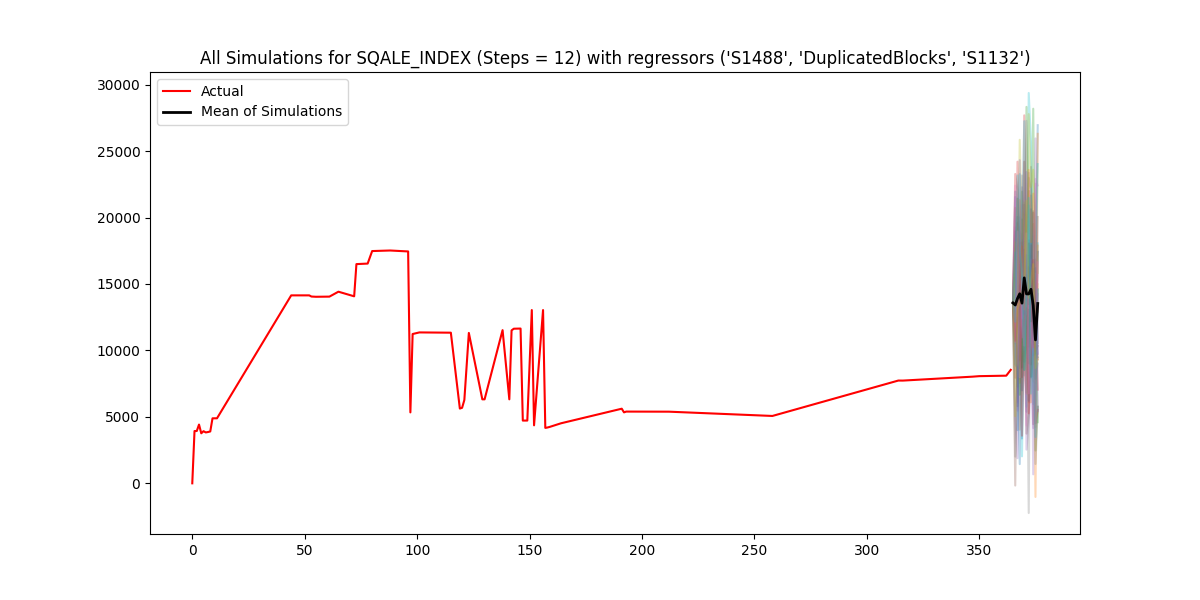 All Simulations for SQALE_INDEX (Steps = 12) with regressors ('S1488', 'DuplicatedBlocks', 'S1132')
Actual
Mean of Simulations
30000
25000
20000
15000
10000
5000
0
0 50 100 150 200 250 300 350